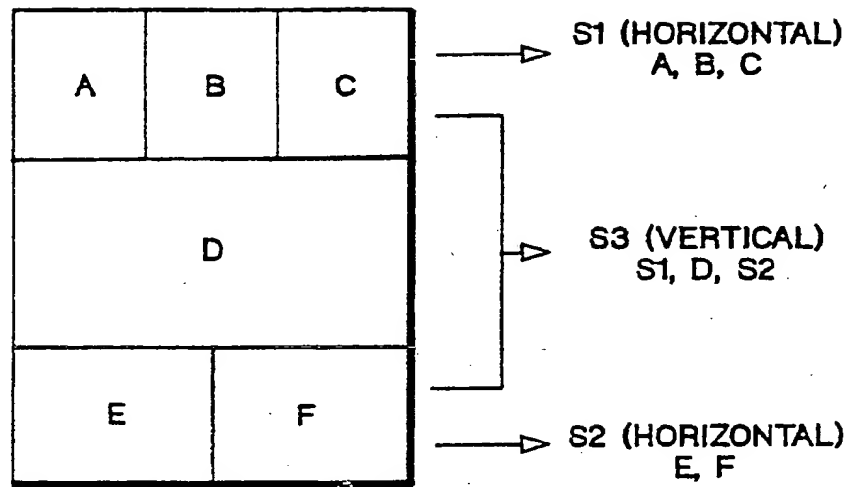 A B C
S1 (HORIZONTAL)
A, B, C
D
S3 (VERTICAL)
S1, D, S2
E F
S2 (HORIZONTAL)
E, F